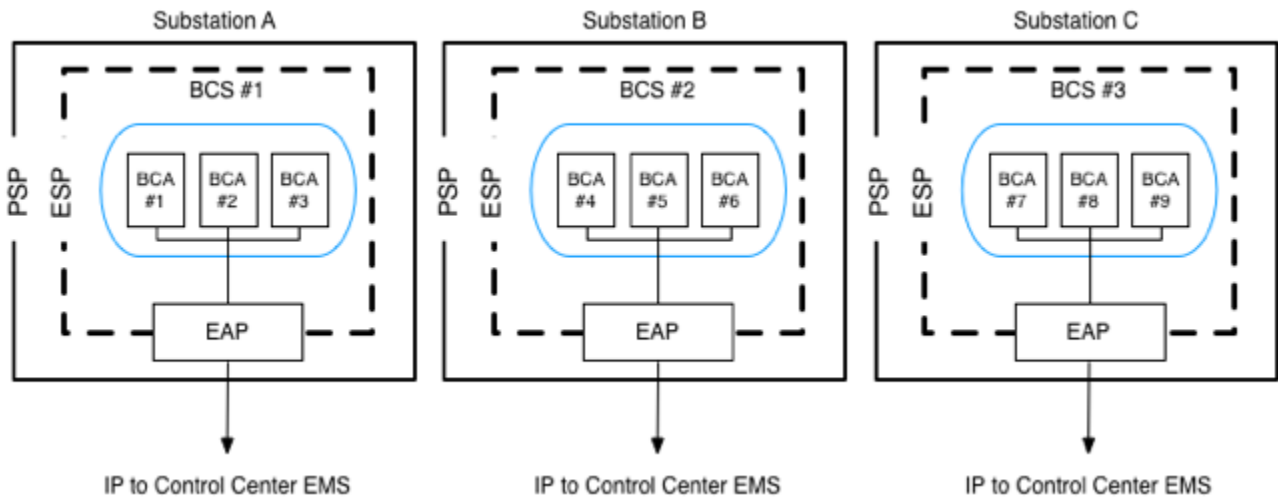 Substation A
PSP
ESP
BCS #1
BCA
#1
BCA
#2
BCA
#3
EAP
IP to Control Center EMS
Substation B
PSP
ESP
BCS #2
BCA
#4
BCA
#5
BCA
#6
EAP
IP to Control Center EMS
Substation C
PSP
ESP
BCS #3
BCA
#7
BCA
#8
BCA
#9
EAP
IP to Control Center EMS